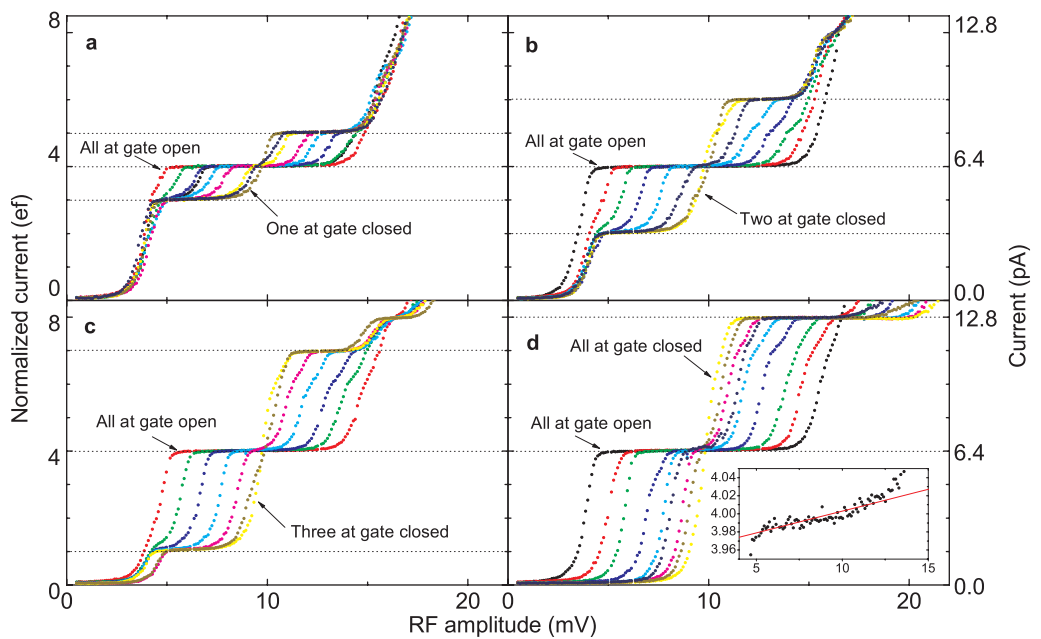 8
a
All at gate open
4
One at gate closed
0
b
12.8
All at gate open
6.4
Two at gate closed
0.0
Normalized current (ef)
Current (pA)
c
8
All at gate open
4
Three at gate closed
0
0
10
20
d
12.8
All at gate closed
All at gate open
6.4
4.04
4.02
4.00
3.98
3.96
5
10
15
0.0
0
10
20
RF amplitude (mV)